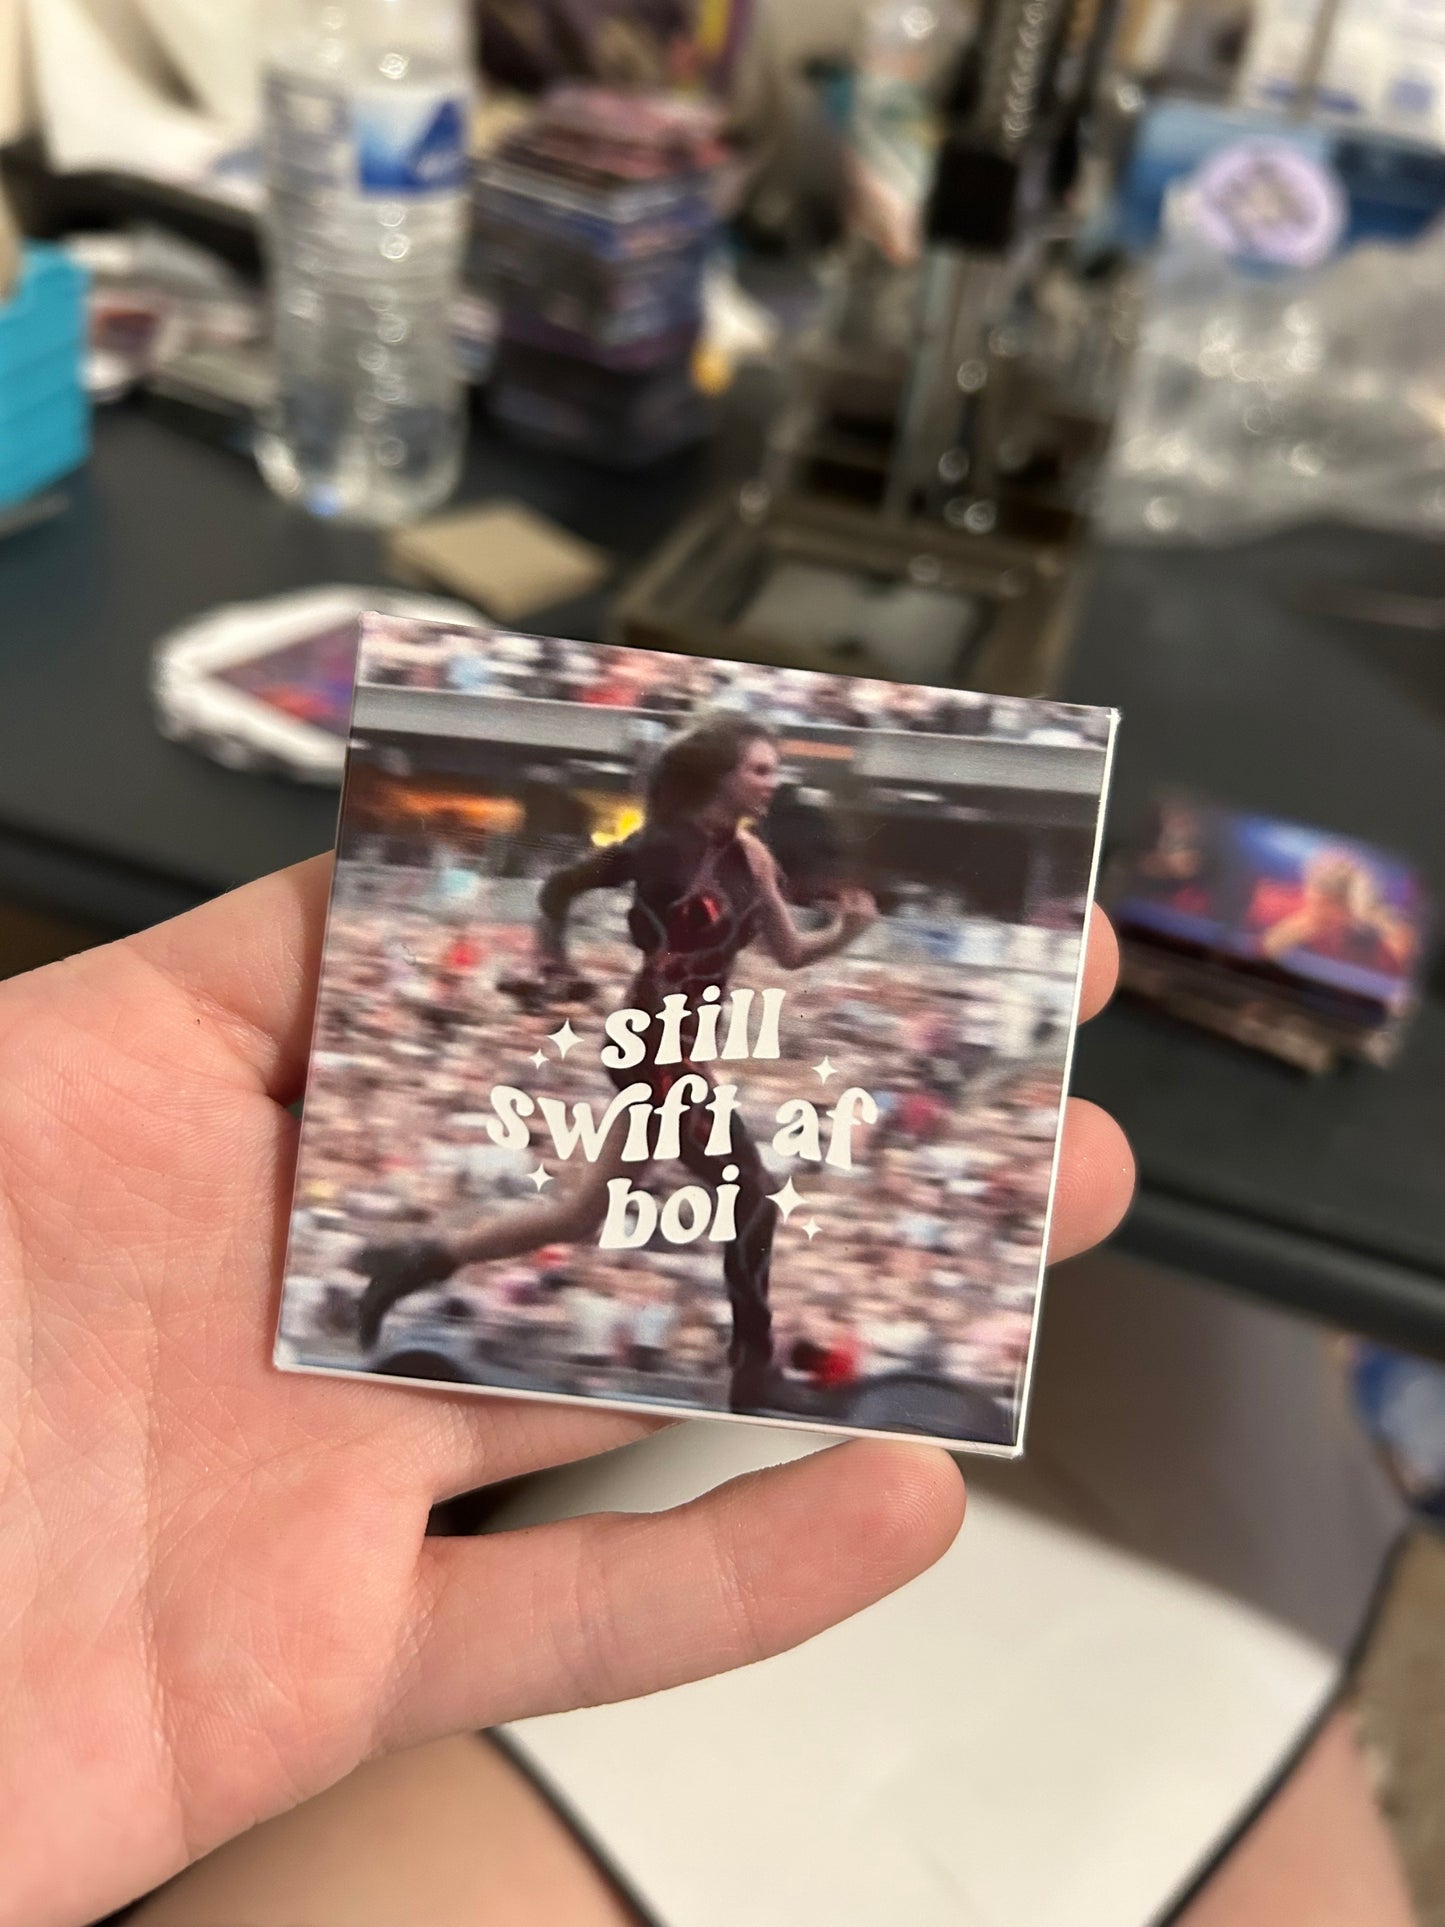 still
swift af
boi